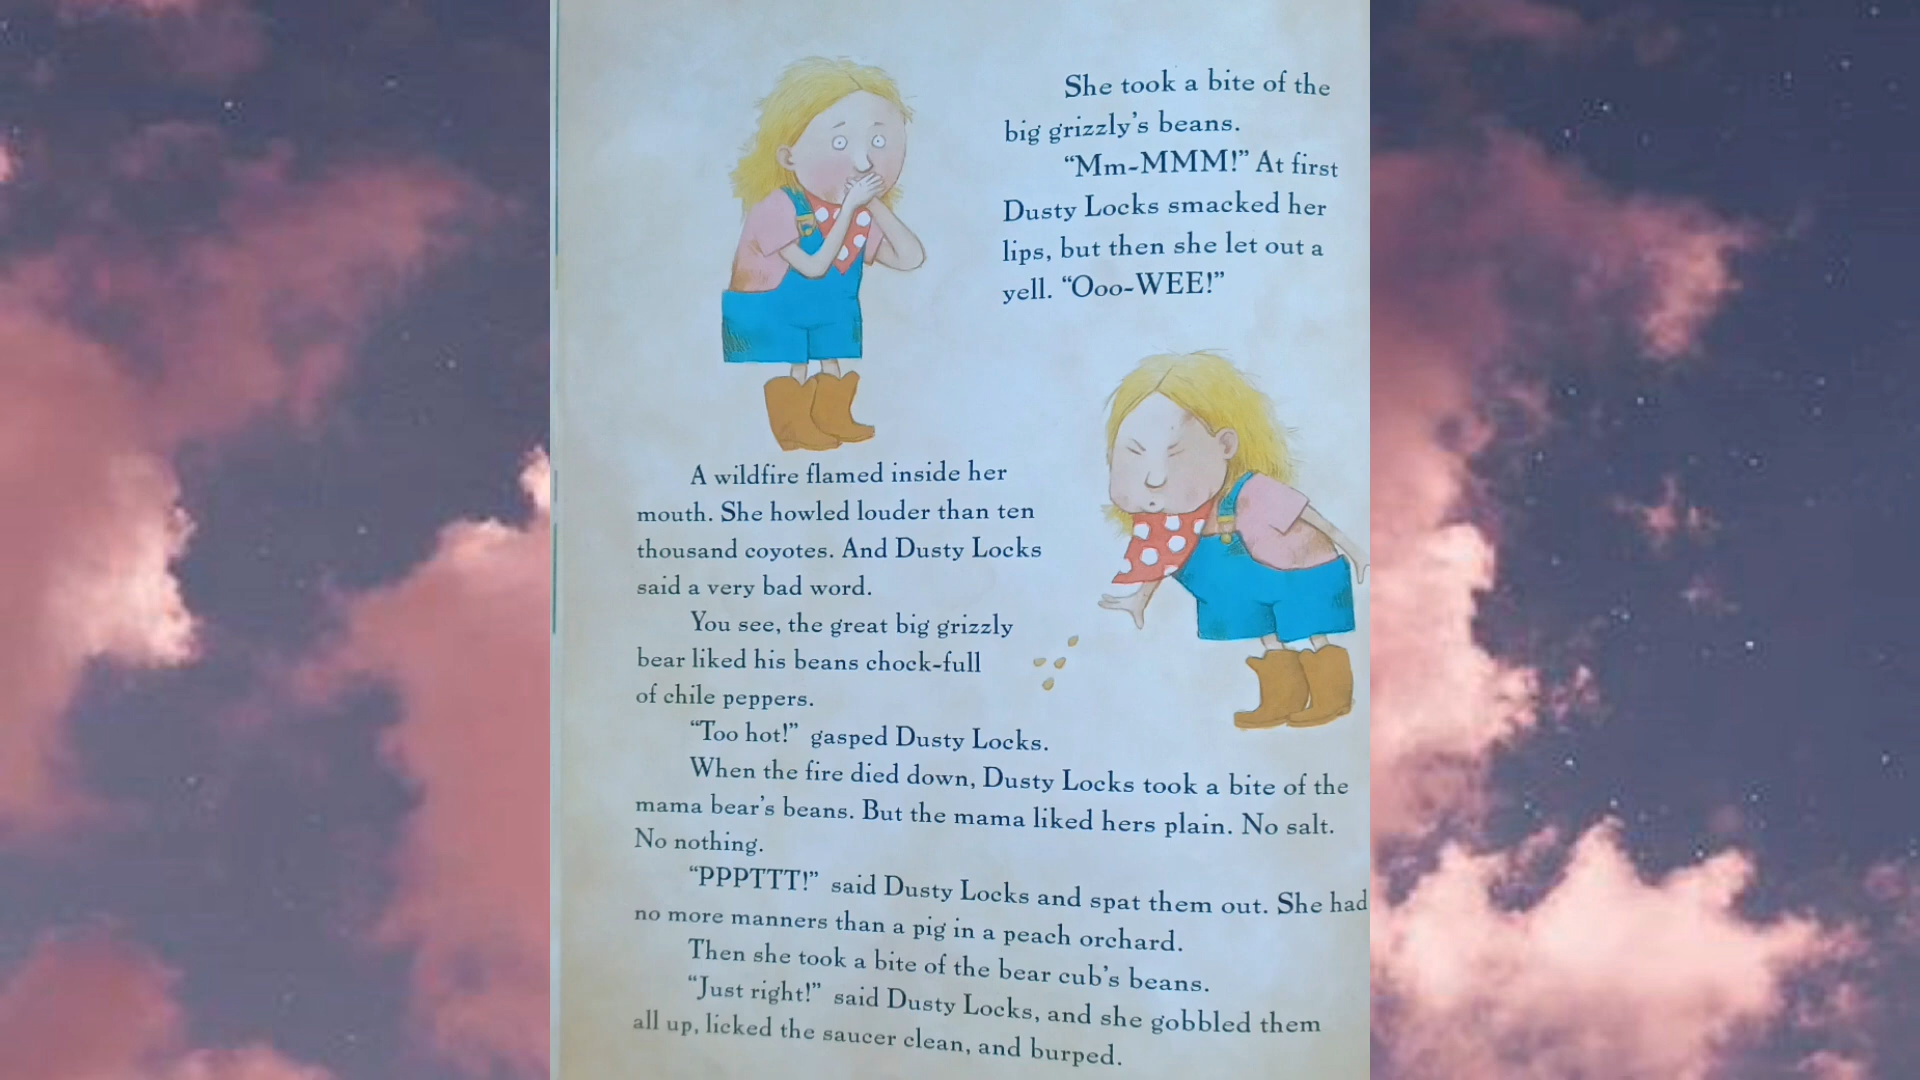 She took a bite of the
big grizzly's beans.
“Mm-MMM!” At first
Dusty Locks smacked her
lips, but then she let out a
yell. “Ooo-WEE!”
A wildfire flamed inside her
mouth. She howled louder than ten
thousand coyotes. And Dusty Locks
said a very bad word.
You see, the great big grizzly
bear liked his beans chock-full
of chile peppers.
“Too hot!” gasped Dusty Locks.
When the fire died down, Dusty Locks took a bite of the
mama bear's beans. But the mama liked hers plain. No salt.
No nothing.
“PPPTTT!” said Dusty Locks and spat them out. She had
no more manners than a pig in a peach orchard.
Then she took a bite of the bear cub's beans.
“Just right!” said Dusty Locks, and she gobbled them
all up, licked the saucer clean, and burped.